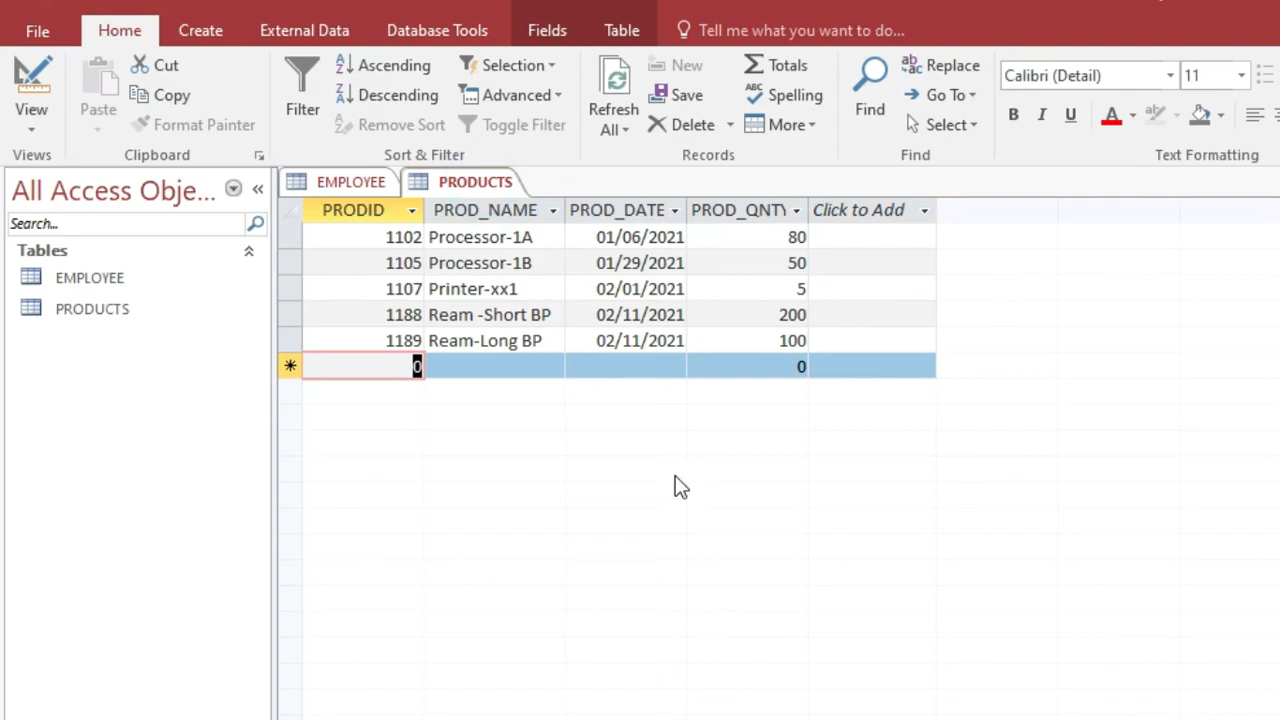 File Home Create External Data Database Tools Fields Table Tell me what you want to do...
View
Views
Paste
Cut
Copy
Format Painter
Clipboard
Filter
Ascending
Descending
Remove Sort
Selection
Advanced
Toggle Filter
Sort & Filter
Refresh
All
New
Save
Delete
Totals
Spelling
More
Records
Find
Replace
Go To
Select
Find
Calibri (Detail) 11
B I U A
Text Formatting
All Access Obje...
Search...
Tables
EMPLOYEE
PRODUCTS
EMPLOYEE PRODUCTS
PRODID PROD_NAME PROD_DATE PROD_QNTY Click to Add
1102 Processor-1A 01/06/2021 80
1105 Processor-1B 01/29/2021 50
1107 Printer-xx1 02/01/2021 5
1188 Ream -Short BP 02/11/2021 200
1189 Ream-Long BP 02/11/2021 100
0 0